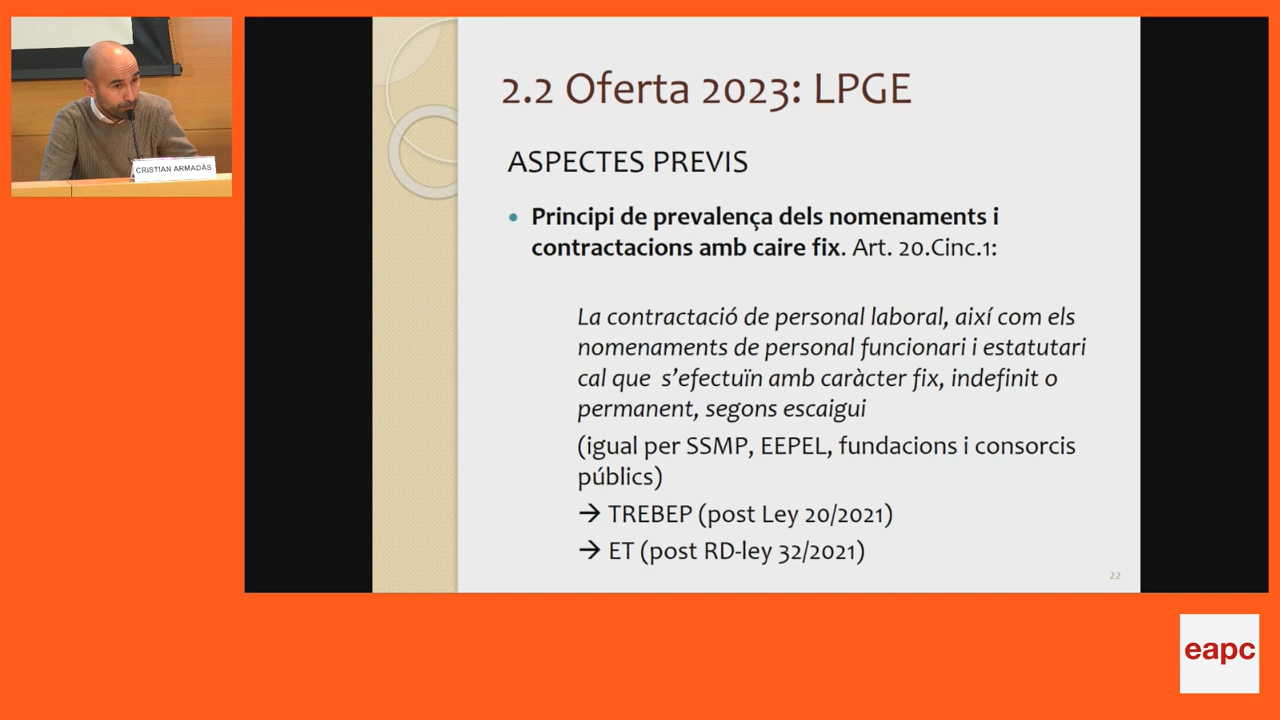 CRISTIAN ARMADÀS
2.2 Oferta 2023: LPGE
ASPECTES PREVIS
• Principi de prevalença dels nomenaments i
contractacions amb caire fix. Art. 20.Cinc.1:
La contractació de personal laboral, així com els
nomenaments de personal funcionari i estatutari
cal que s'efectuïn amb caràcter fix, indefinit o
permanent, segons escaigui
(igual per SSMP, EEPEL, fundacions i consorcis
públics)
→ TREBEP (post Ley 20/2021)
→ ET (post RD-ley 32/2021)
22
eapc